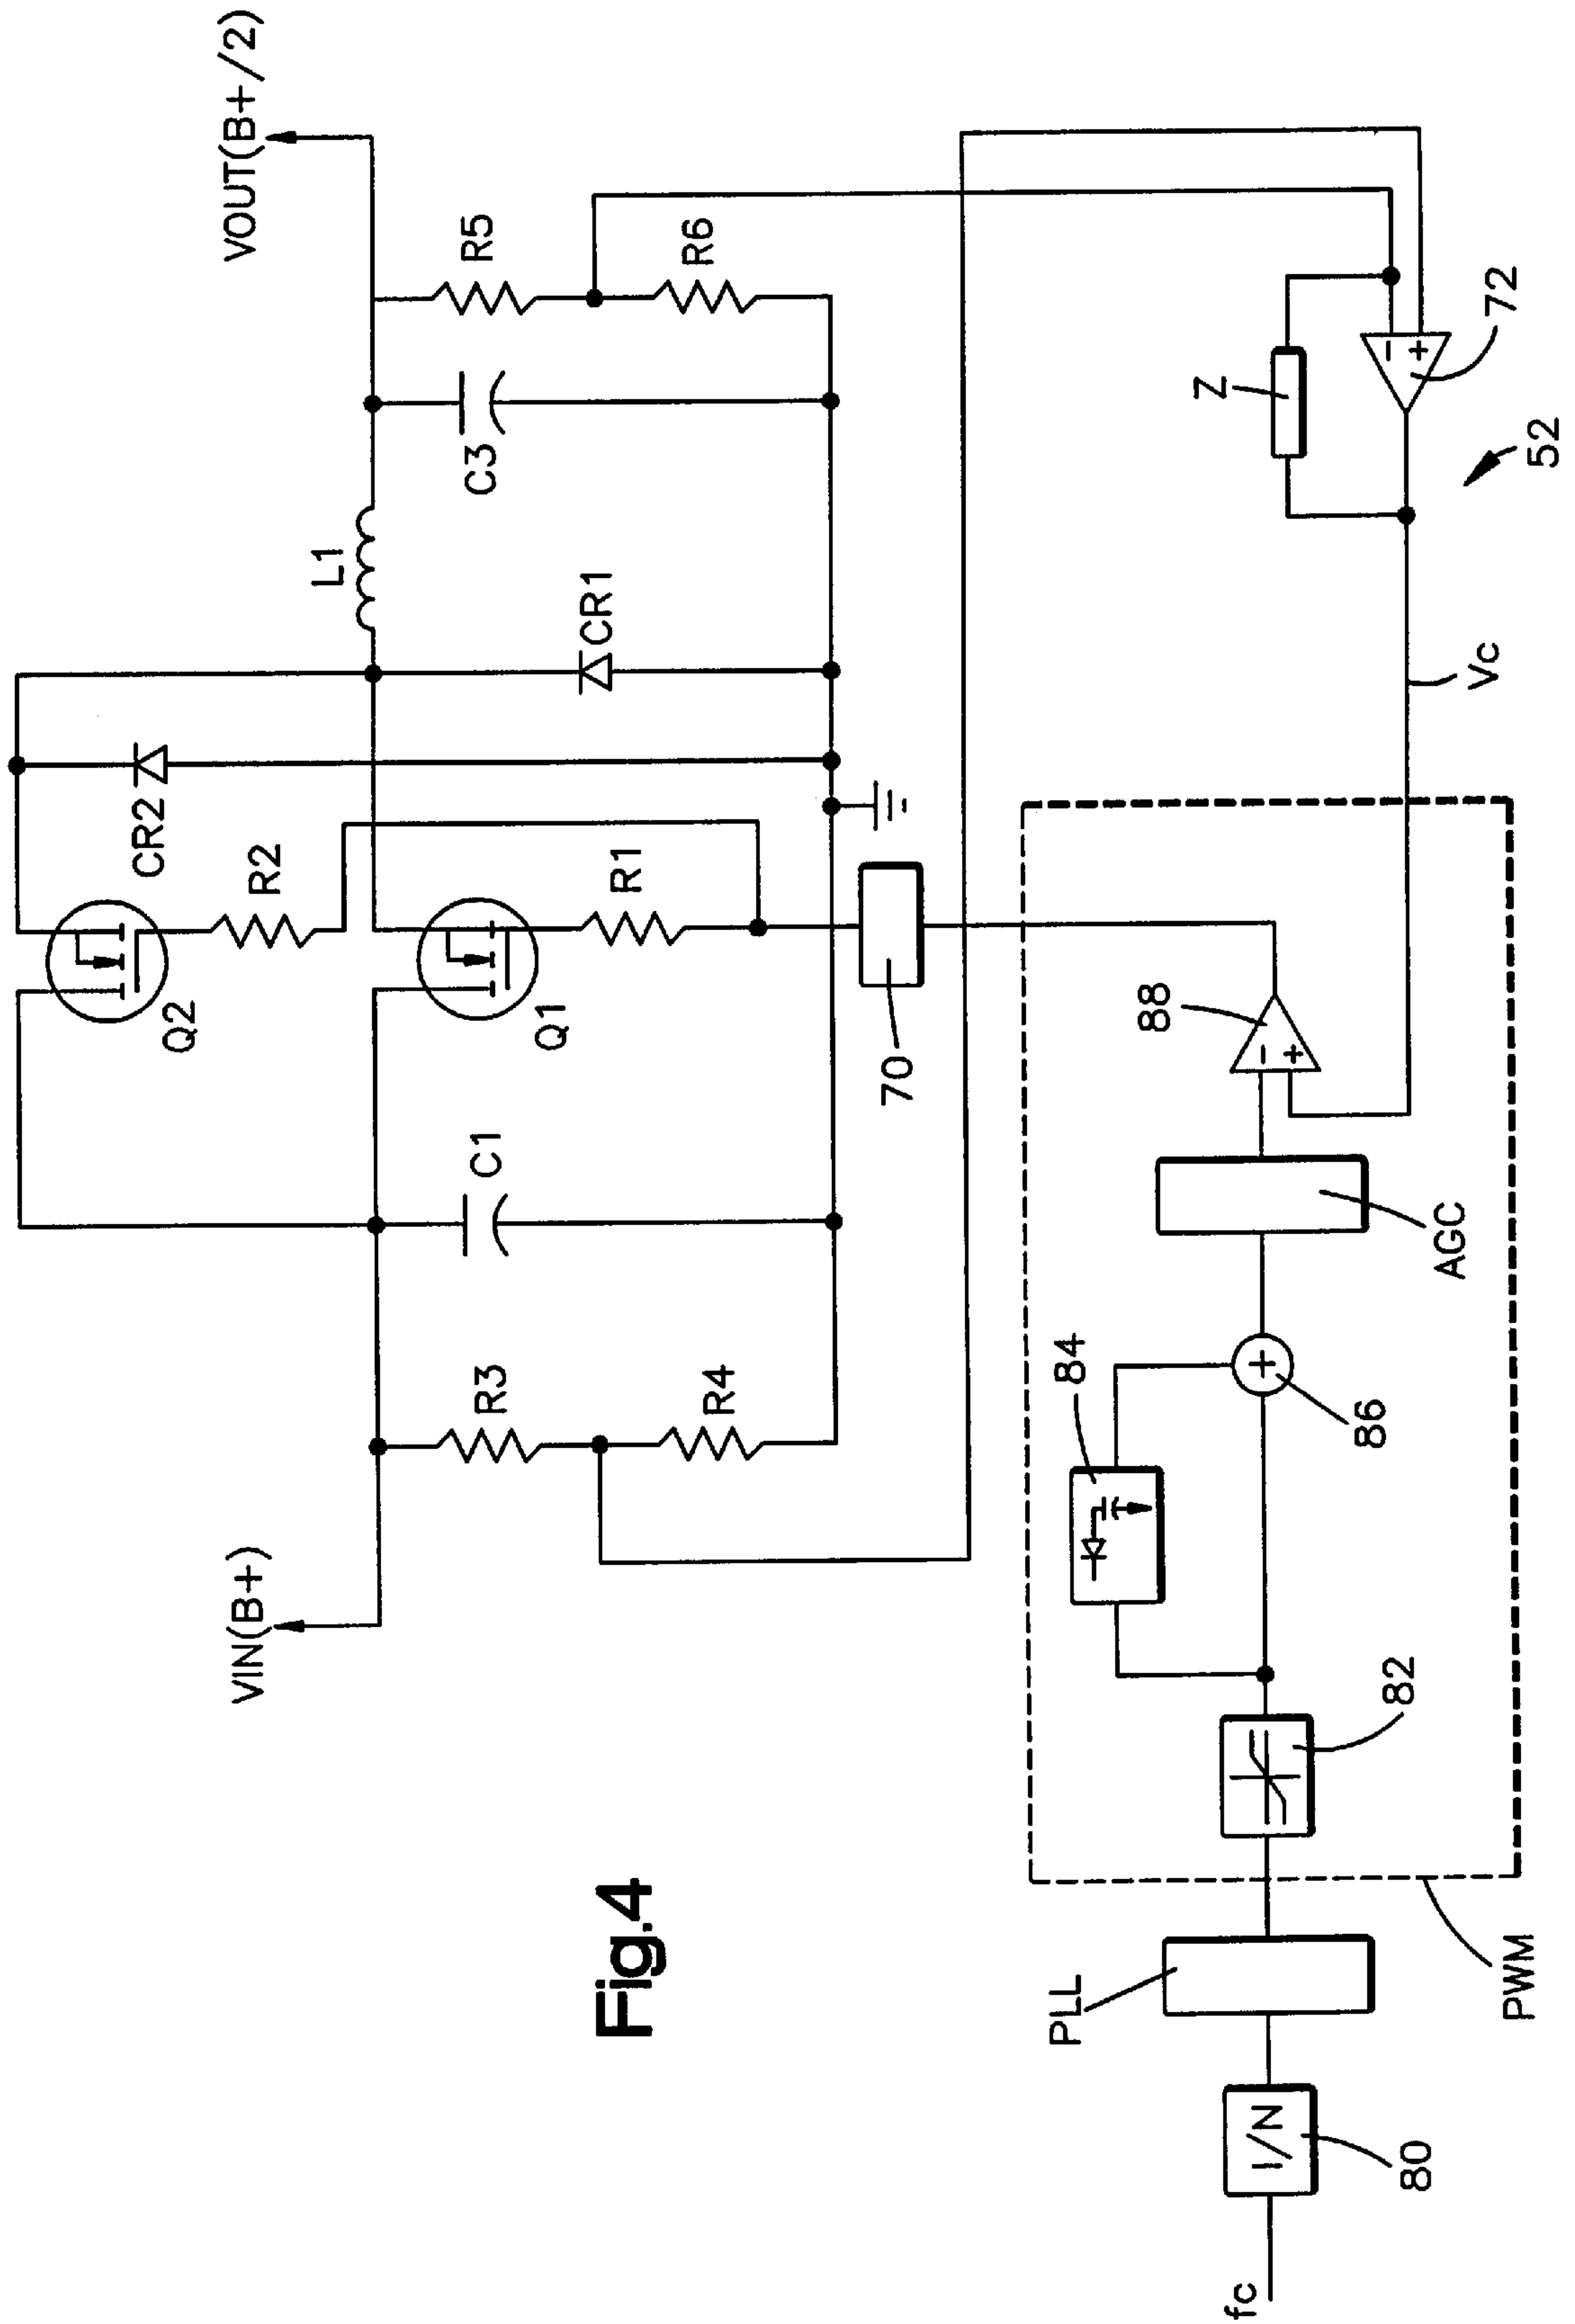 Fig.4
VIN(B+)
VOUT(B+/2)
Q2
CR2
R2
L1
Q1
R1
CR1
C1
C3
R3
R4
R5
R6
70
Z
72
52
Vc
88
84
86
AGC
82
PLL
PWM
1/N
80
fc